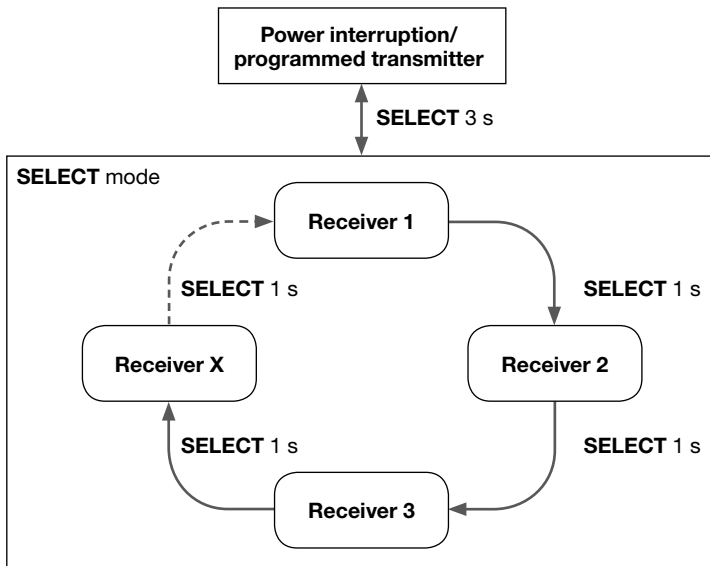 Power interruption/
programmed transmitter
SELECT 3 s
SELECT mode
Receiver 1
SELECT 1 s
SELECT 1 s
Receiver X
Receiver 2
SELECT 1 s
SELECT 1 s
Receiver 3